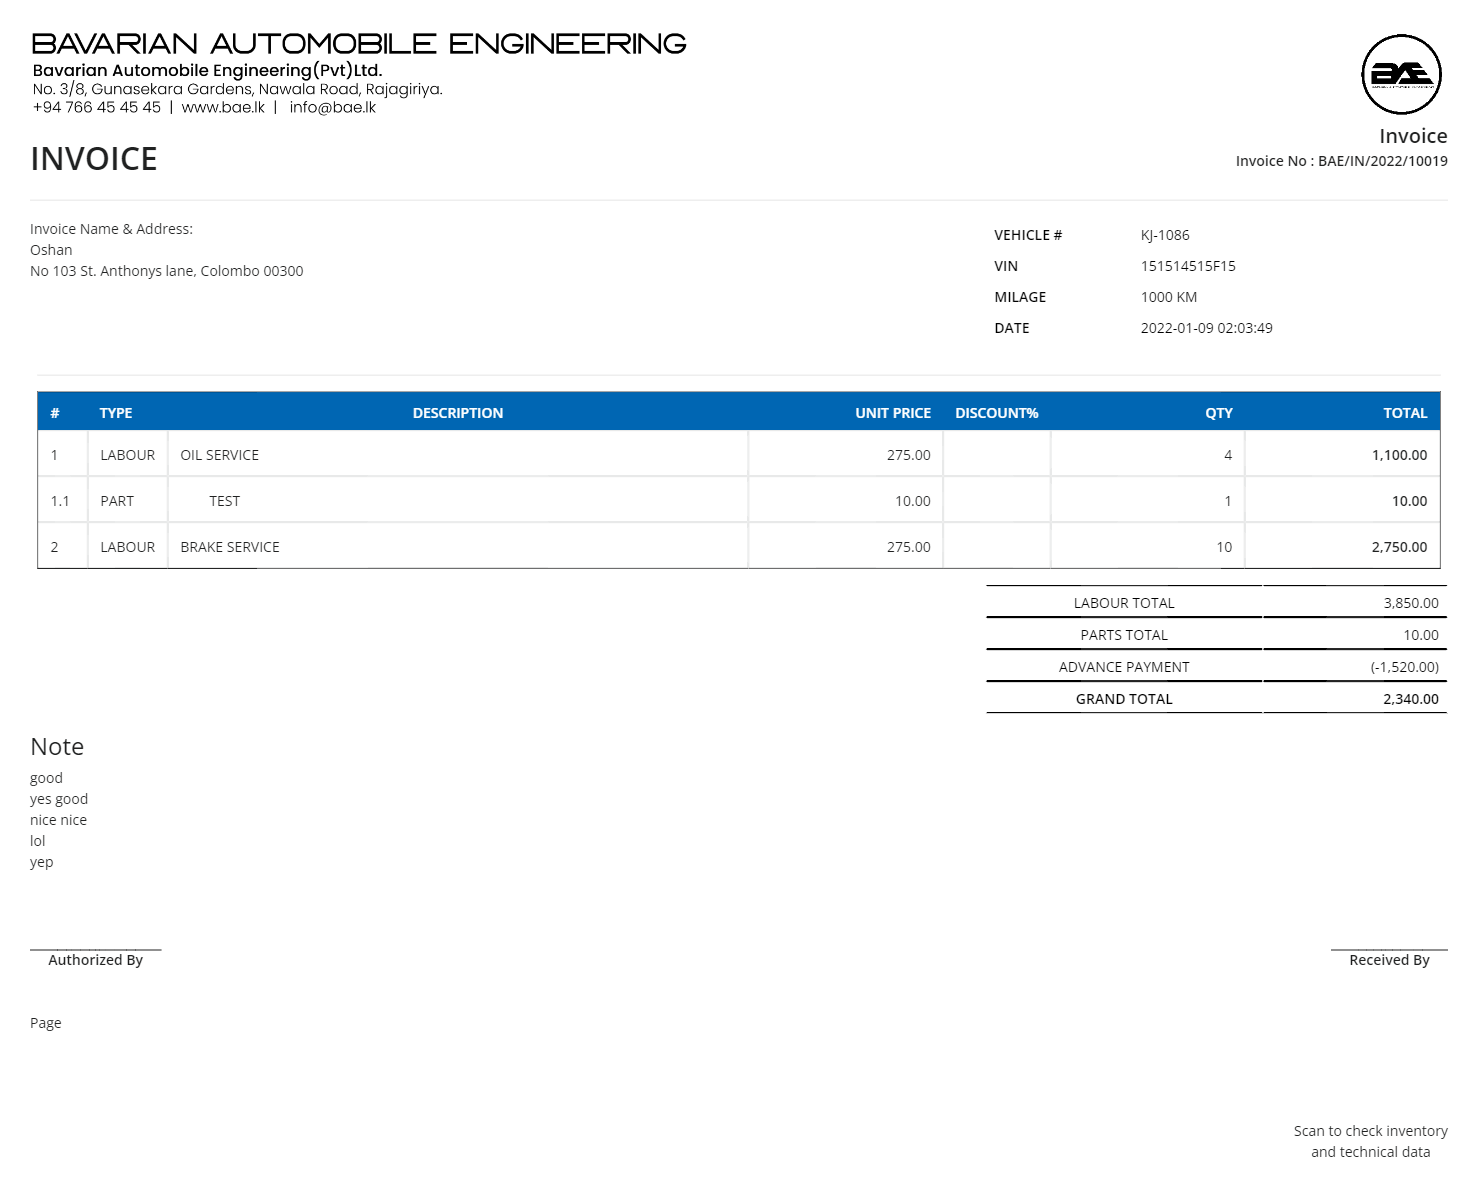 BAVARIAN AUTOMOBILE ENGINEERING
Bavarian Automobile Engineering(Pvt)Ltd.
No. 3/8, Gunasekara Gardens, Nawala Road, Rajagiriya.
+94 766 45 45 45 | www.bae.lk | info@bae.lk
BAE
INVOICE
Invoice
Invoice No : BAE/IN/2022/10019
Invoice Name & Address:
Oshan
No 103 St. Anthonys lane, Colombo 00300
VEHICLE # KJ-1086
VIN 151514515F15
MILAGE 1000 KM
DATE 2022-01-09 02:03:49
# TYPE DESCRIPTION UNIT PRICE DISCOUNT% QTY TOTAL
1 LABOUR OIL SERVICE 275.00 4 1,100.00
1.1 PART TEST 10.00 1 10.00
2 LABOUR BRAKE SERVICE 275.00 10 2,750.00
LABOUR TOTAL 3,850.00
PARTS TOTAL 10.00
ADVANCE PAYMENT (-1,520.00)
GRAND TOTAL 2,340.00
Note
good
yes good
nice nice
lol
yep
Authorized By Received By
Page
Scan to check inventory
and technical data